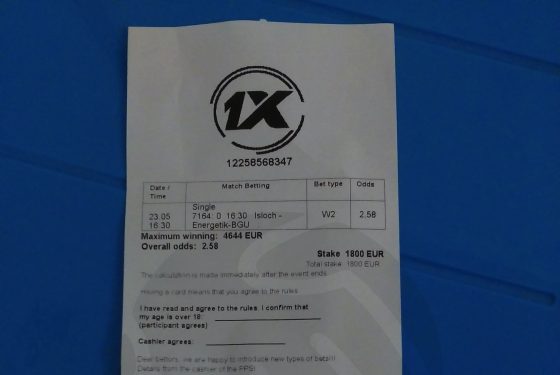 1X
12258568347
Date / Time Match Betting Bet type Odds
23.05 16:30 Single 7164: 0 16:30 Isloch - Energetik-BGU W2 2.58
Maximum winning: 4644 EUR
Overall odds: 2.58
Stake 1800 EUR
Total stake: 1800 EUR
The calculation is made immediately after the event ends.
Having a card means that you agree to the rules
I have read and agree to the rules. I confirm that
my age is over 18:
(participant agrees)
Cashier agrees:
Dear bettors, we are happy to introduce new types of bets!!!
Details from the cashier of the PPS!